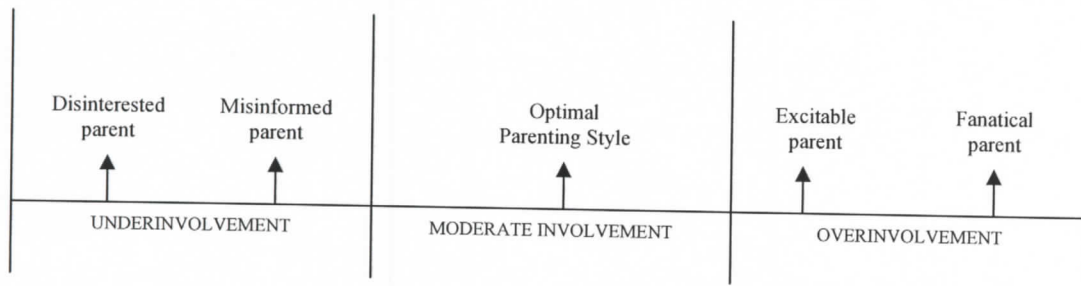 Disinterested
parent
Misinformed
parent
Optimal
Parenting Style
Excitable
parent
Fanatical
parent
UNDERINVOLVEMENT
MODERATE INVOLVEMENT
OVERINVOLVEMENT